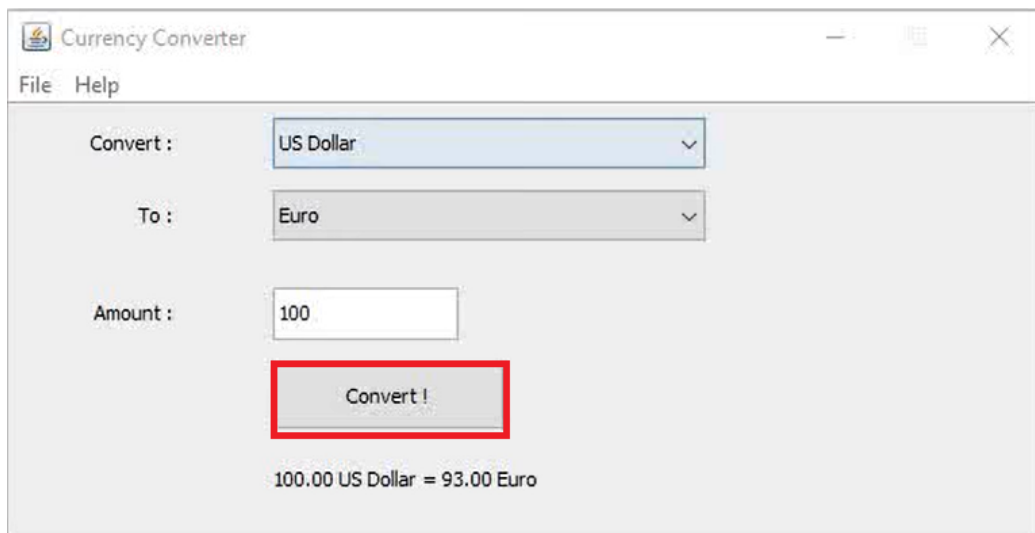 Currency Converter
File Help
Convert : US Dollar
To : Euro
Amount : 100
Convert !
100.00 US Dollar = 93.00 Euro